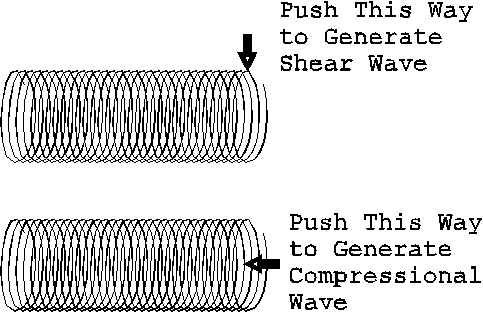 Push This Way
to Generate
Shear Wave
Push This Way
to Generate
Compressional
Wave